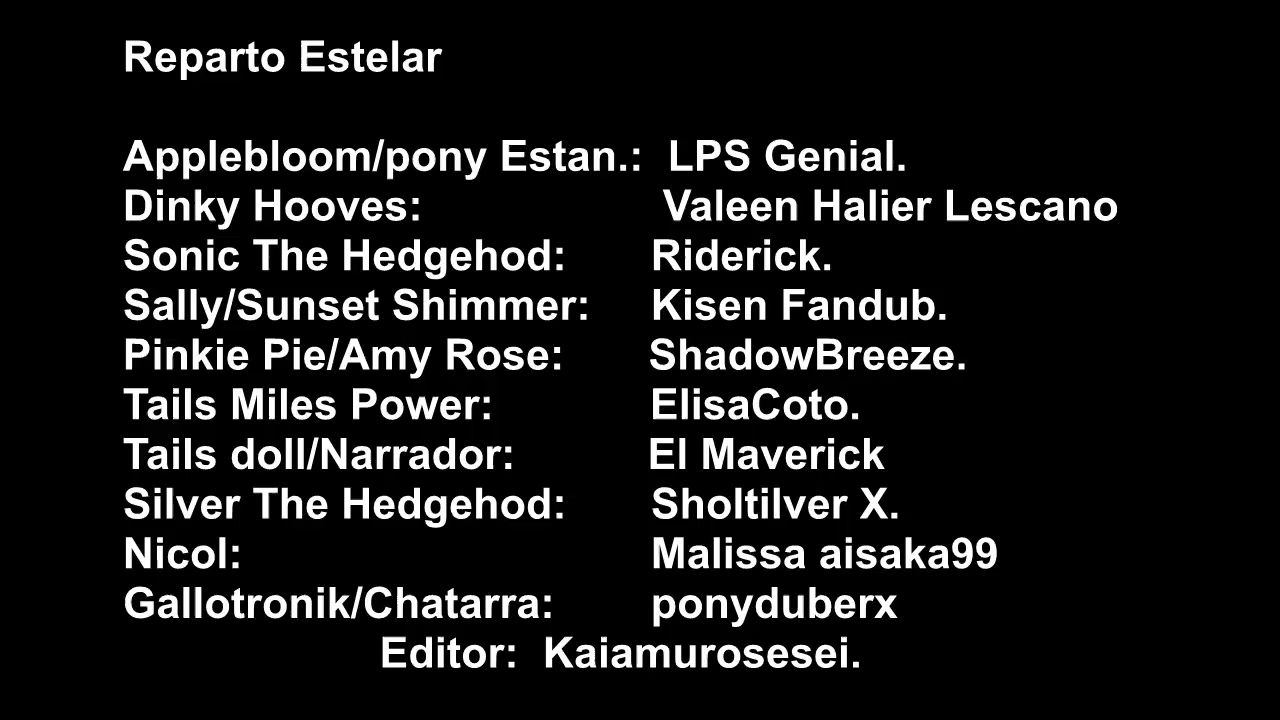 Reparto Estelar
Applebloom/pony Estan.: LPS Genial.
Dinky Hooves: Valeen Halier Lescano
Sonic The Hedgehod: Riderick.
Sally/Sunset Shimmer: Kisen Fandub.
Pinkie Pie/Amy Rose: ShadowBreeze.
Tails Miles Power: ElisaCoto.
Tails doll/Narrador: El Maverick
Silver The Hedgehod: Sholtilver X.
Nicol: Malissa aisaka99
Gallotronik/Chatarra: ponyduberx
Editor: Kaiamurosesei.